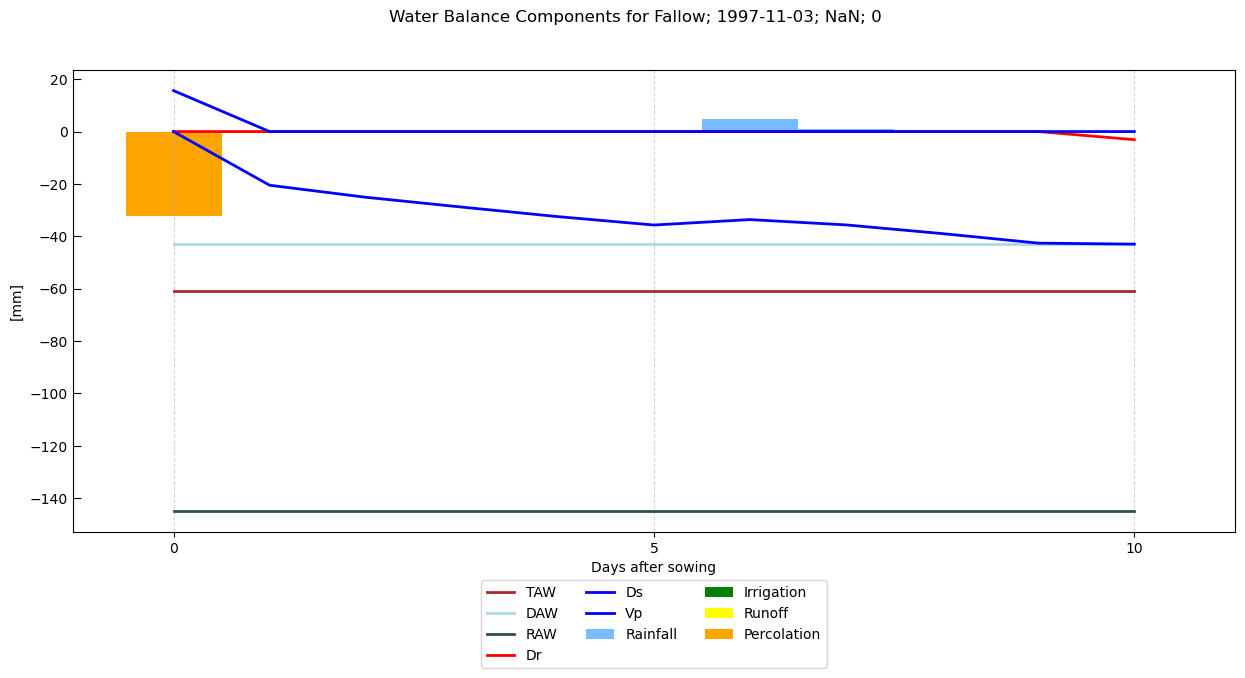 Water Balance Components for Fallow; 1997-11-03; NaN; 0
20
0
−20
−40
−60
−80
−100
−120
−140
[mm]
0 5 10
Days after sowing
TAW Ds Irrigation
DAW Vp Runoff
RAW Rainfall Percolation
Dr